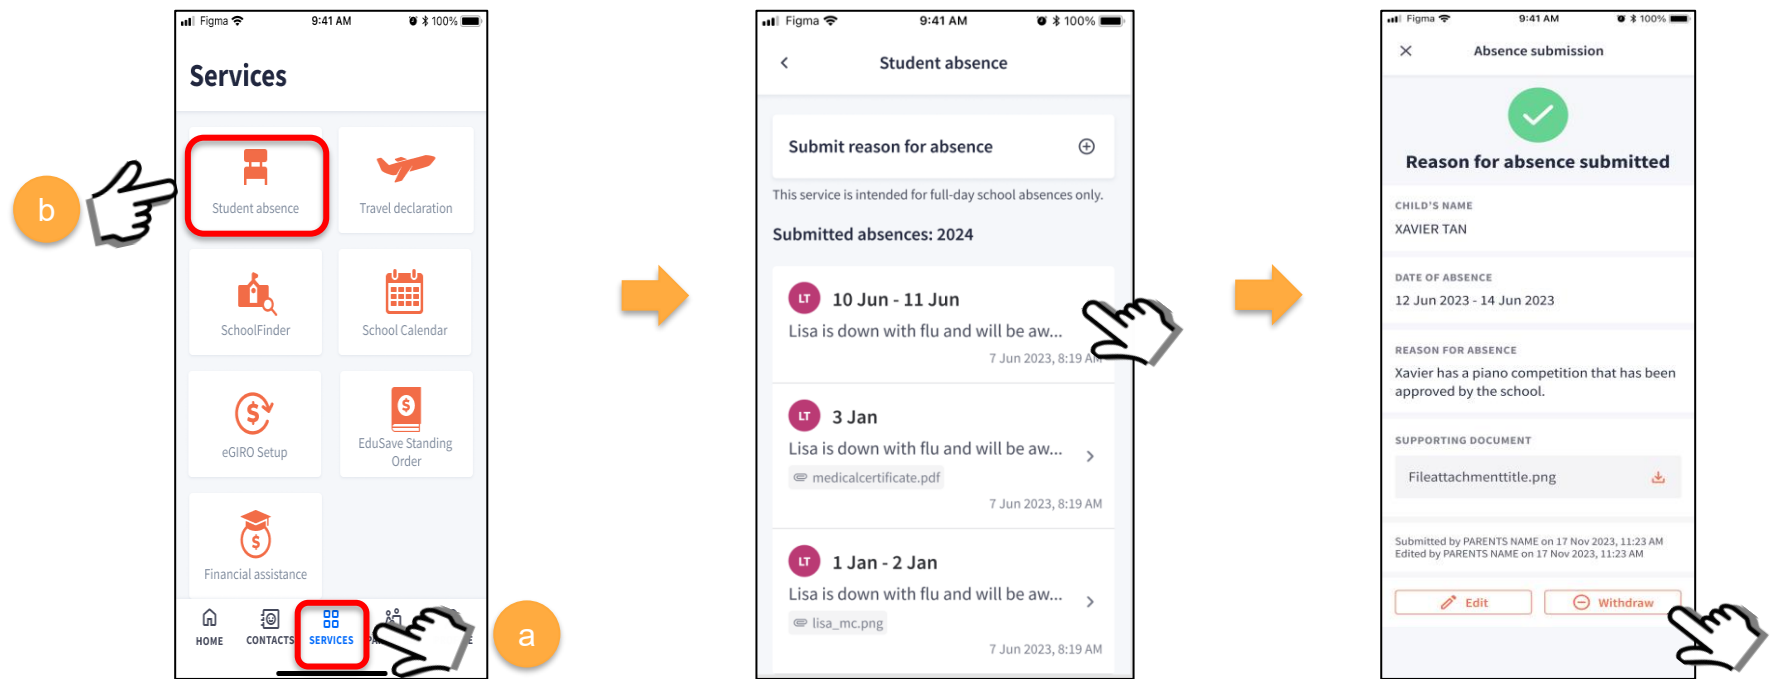 Figma
9:41 AM
100%
Services
b
Student absence
Travel declaration
SchoolFinder
School Calendar
$
eGIRO Setup
$
EduSave Standing
Order
$
Financial assistance
HOME
CONTACTS
SERVICES
a
Figma
9:41 AM
100%
Student absence
Submit reason for absence
This service is intended for full-day school absences only.
Submitted absences: 2024
LT 10 Jun - 11 Jun
Lisa is down with flu and will be aw...
7 Jun 2023, 8:19 AM
LT 3 Jan
Lisa is down with flu and will be aw...
medicalcertificate.pdf
7 Jun 2023, 8:19 AM
LT 1 Jan - 2 Jan
Lisa is down with flu and will be aw...
lisa_mc.png
7 Jun 2023, 8:19 AM
Figma
9:41 AM
100%
Absence submission
Reason for absence submitted
CHILD'S NAME
XAVIER TAN
DATE OF ABSENCE
12 Jun 2023 - 14 Jun 2023
REASON FOR ABSENCE
Xavier has a piano competition that has been
approved by the school.
SUPPORTING DOCUMENT
Fileattachmenttitle.png
Submitted by PARENTS NAME on 17 Nov 2023, 11:23 AM
Edited by PARENTS NAME on 17 Nov 2023, 11:23 AM
Edit
Withdraw